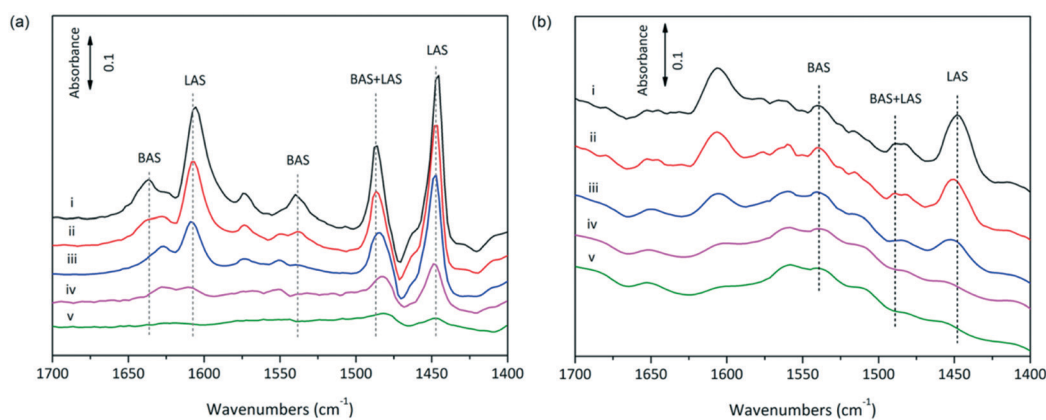 (a)
Absorbance
0.1
LAS
BAS+LAS
LAS
BAS
BAS
i
ii
iii
iv
v
1700 1650 1600 1550 1500 1450 1400
Wavenumbers (cm⁻¹)
(b)
Absorbance
0.1
BAS
BAS+LAS
LAS
i
ii
iii
iv
v
1700 1650 1600 1550 1500 1450 1400
Wavenumbers (cm⁻¹)